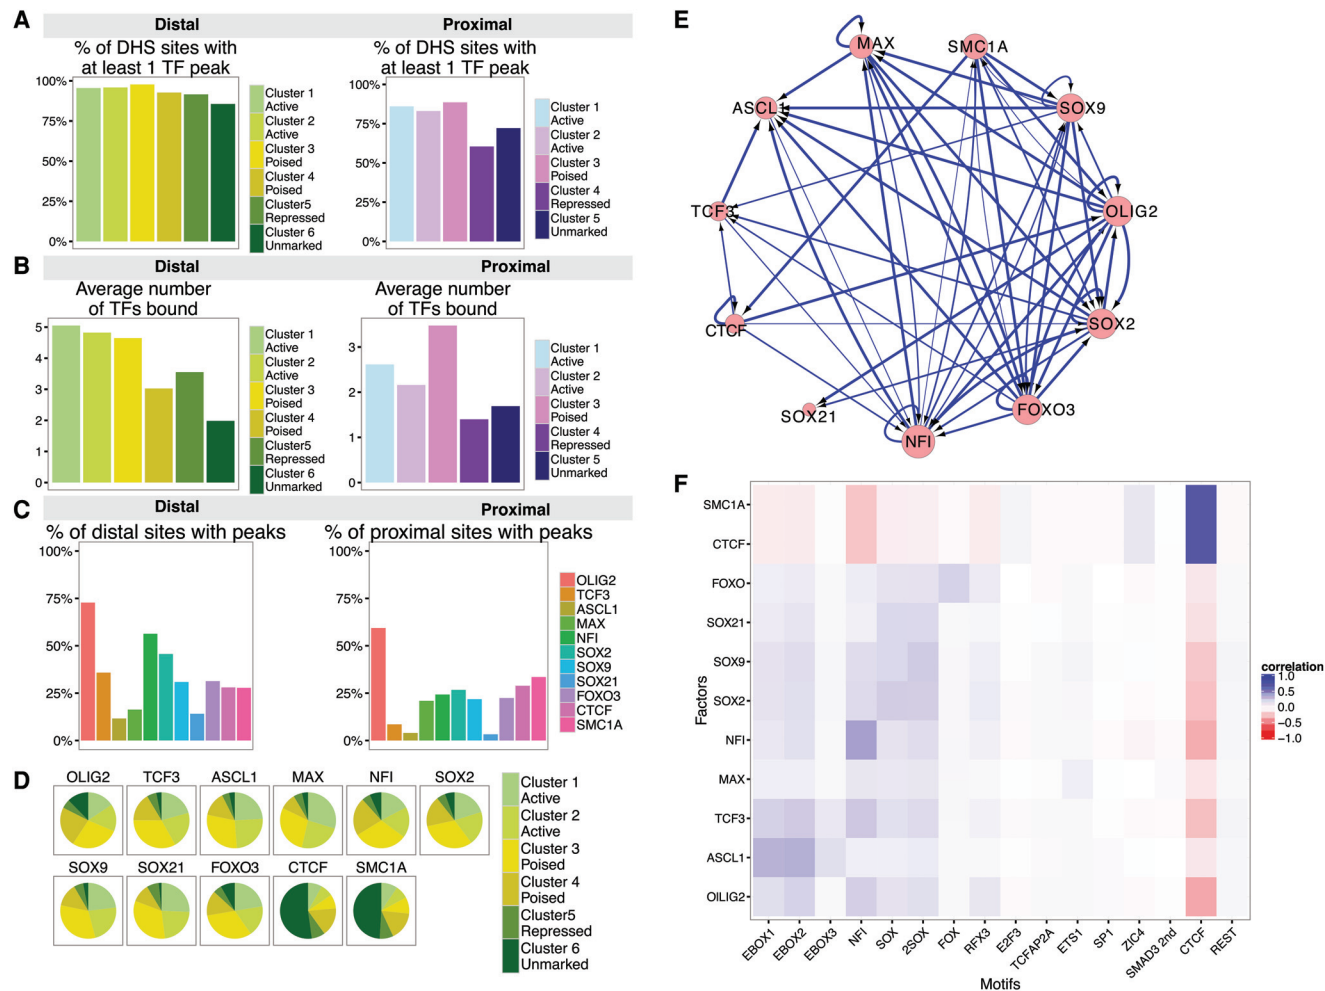 A
Distal
Proximal
% of DHS sites with
at least 1 TF peak
100%
75%
50%
25%
0%
Cluster 1
Active
Cluster 2
Active
Cluster 3
Poised
Cluster 4
Poised
Cluster5
Repressed
Cluster 6
Unmarked
% of DHS sites with
at least 1 TF peak
100%
75%
50%
25%
0%
Cluster 1
Active
Cluster 2
Active
Cluster 3
Poised
Cluster 4
Repressed
Cluster 5
Unmarked
B
Distal
Proximal
Average number
of TFs bound
5
4
3
2
1
0
Cluster 1
Active
Cluster 2
Active
Cluster 3
Poised
Cluster 4
Poised
Cluster5
Repressed
Cluster 6
Unmarked
Average number
of TFs bound
3
2
1
0
Cluster 1
Active
Cluster 2
Active
Cluster 3
Poised
Cluster 4
Repressed
Cluster 5
Unmarked
C
Distal
Proximal
% of distal sites with peaks
100%
75%
50%
25%
0%
% of proximal sites with peaks
100%
75%
50%
25%
0%
OLIG2
TCF3
ASCL1
MAX
NFI
SOX2
SOX9
SOX21
FOXO3
CTCF
SMC1A
D
OLIG2
TCF3
ASCL1
MAX
NFI
SOX2
SOX9
SOX21
FOXO3
CTCF
SMC1A
Cluster 1
Active
Cluster 2
Active
Cluster 3
Poised
Cluster 4
Poised
Cluster5
Repressed
Cluster 6
Unmarked
E
MAX
SMC1A
ASCL1
SOX9
TCF3
OLIG2
CTCF
SOX2
SOX21
FOXO3
NFI
F
Factors
SMC1A
CTCF
FOXO
SOX21
SOX9
SOX2
NFI
MAX
TCF3
ASCL1
OLIG2
EBOX1
EBOX2
EBOX3
NFI
SOX
2SOX
FOX
RFX3
E2F3
TCFAP2A
ETS1
SP1
ZIC4
SMAD3 2nd
CTCF
REST
Motifs
correlation
1.0
0.5
0.0
−0.5
−1.0